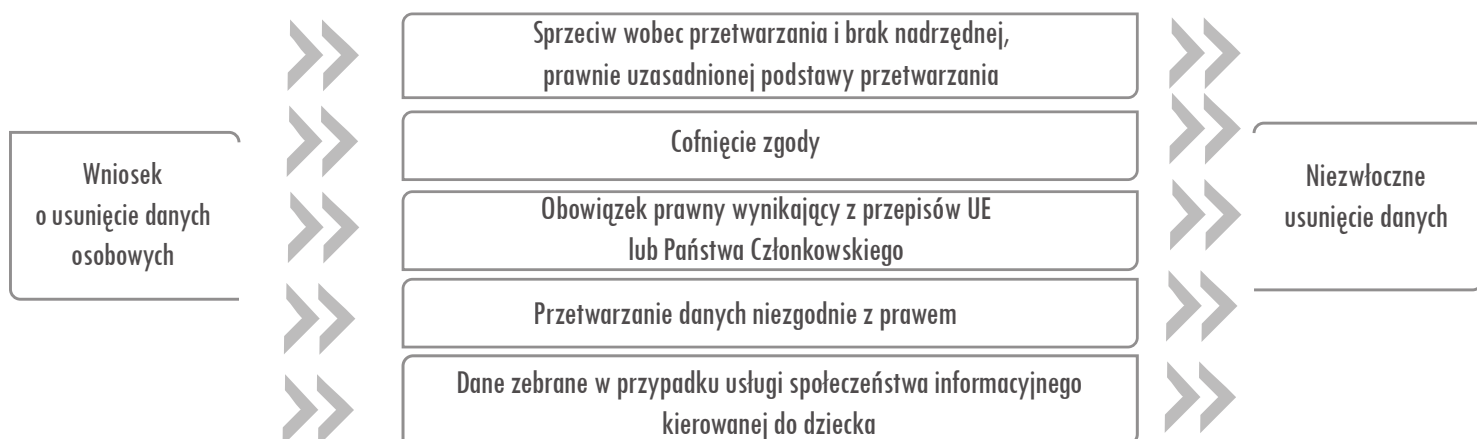 Wniosek
o usunięcie danych
osobowych
Sprzeciw wobec przetwarzania i brak nadrzędnej,
prawnie uzasadnionej podstawy przetwarzania
Cofnięcie zgody
Obowiązek prawny wynikający z przepisów UE
lub Państwa Członkowskiego
Przetwarzanie danych niezgodnie z prawem
Dane zebrane w przypadku usługi społeczeństwa informacyjnego
kierowanej do dziecka
Niezwłoczne
usunięcie danych